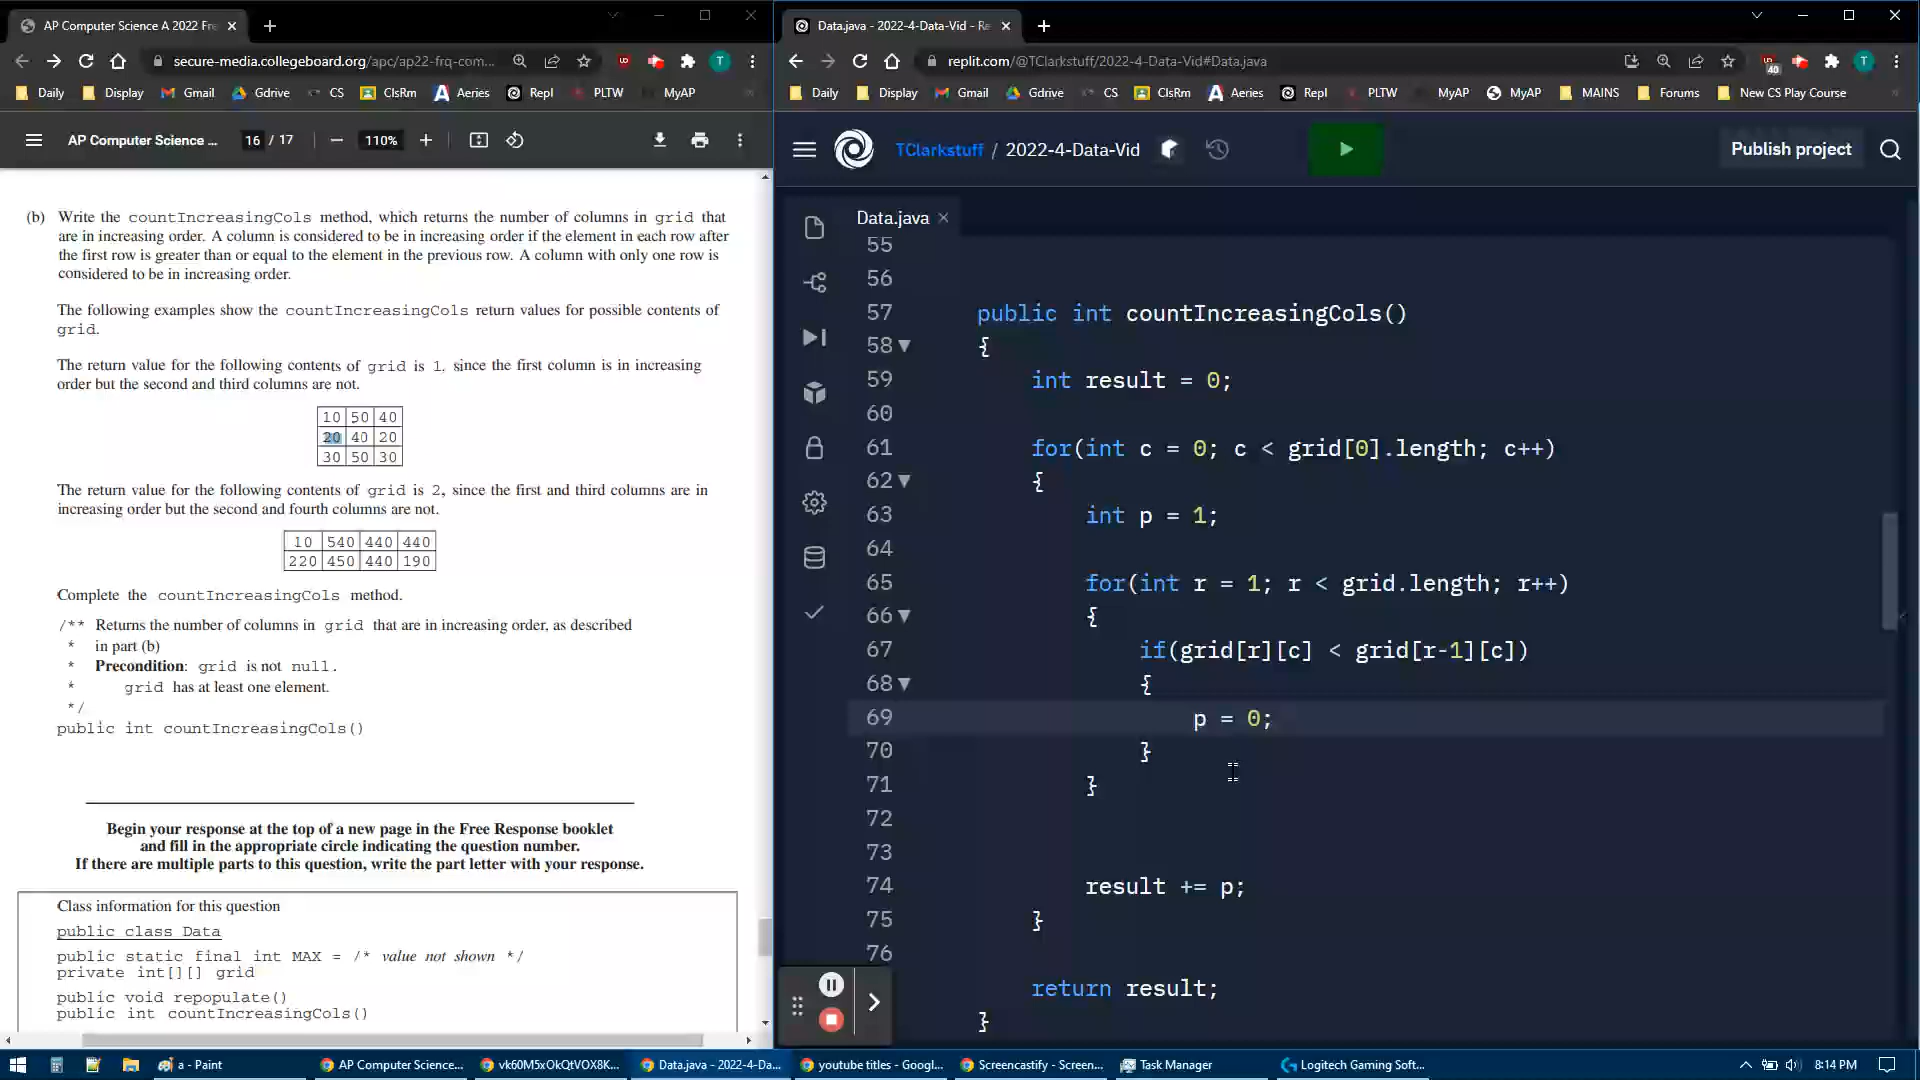 AP Computer Science A 2022 Fre
secure-media.collegeboard.org/apc/ap22-frq-com...
T
Daily Display Gmail Gdrive CS ClsRm Aeries Repl PLTW MyAP
AP Computer Science ... 16 / 17 110%
(b) Write the countIncreasingCols method, which returns the number of columns in grid that
are in increasing order. A column is considered to be in increasing order if the element in each row after
the first row is greater than or equal to the element in the previous row. A column with only one row is
considered to be in increasing order.
The following examples show the countIncreasingCols return values for possible contents of
grid.
The return value for the following contents of grid is 1, since the first column is in increasing
order but the second and third columns are not.
10 50 40
20 40 20
30 50 30
The return value for the following contents of grid is 2, since the first and third columns are in
increasing order but the second and fourth columns are not.
10 540 440 440
220 450 440 190
Complete the countIncreasingCols method.
/** Returns the number of columns in grid that are in increasing order, as described
* in part (b)
* Precondition: grid is not null.
* grid has at least one element.
*/
public int countIncreasingCols()
Begin your response at the top of a new page in the Free Response booklet
and fill in the appropriate circle indicating the question number.
If there are multiple parts to this question, write the part letter with your response.
Class information for this question
public class Data
public static final int MAX = /* value not shown */
private int[][] grid
public void repopulate()
public int countIncreasingCols()
Data.java - 2022-4-Data-Vid - Re
replit.com/@TClarkstuff/2022-4-Data-Vid#Data.java
40
T
Daily Display Gmail Gdrive CS ClsRm Aeries Repl PLTW MyAP MyAP MAINS Forums New CS Play Course
TClarkstuff / 2022-4-Data-Vid
Publish project
Data.java
55
56
57 public int countIncreasingCols()
58 {
59 int result = 0;
60
61 for(int c = 0; c < grid[0].length; c++)
62 {
63 int p = 1;
64
65 for(int r = 1; r < grid.length; r++)
66 {
67 if(grid[r][c] < grid[r-1][c])
68 {
69 p = 0;
70 }
71 }
72
73
74 result += p;
75 }
76
return result;
}
a - Paint AP Computer Science... vk60M5xOkQtVOX8K... Data.java - 2022-4-Da... youtube titles - Googl... Screencastify - Screen... Task Manager Logitech Gaming Soft... 8:14 PM